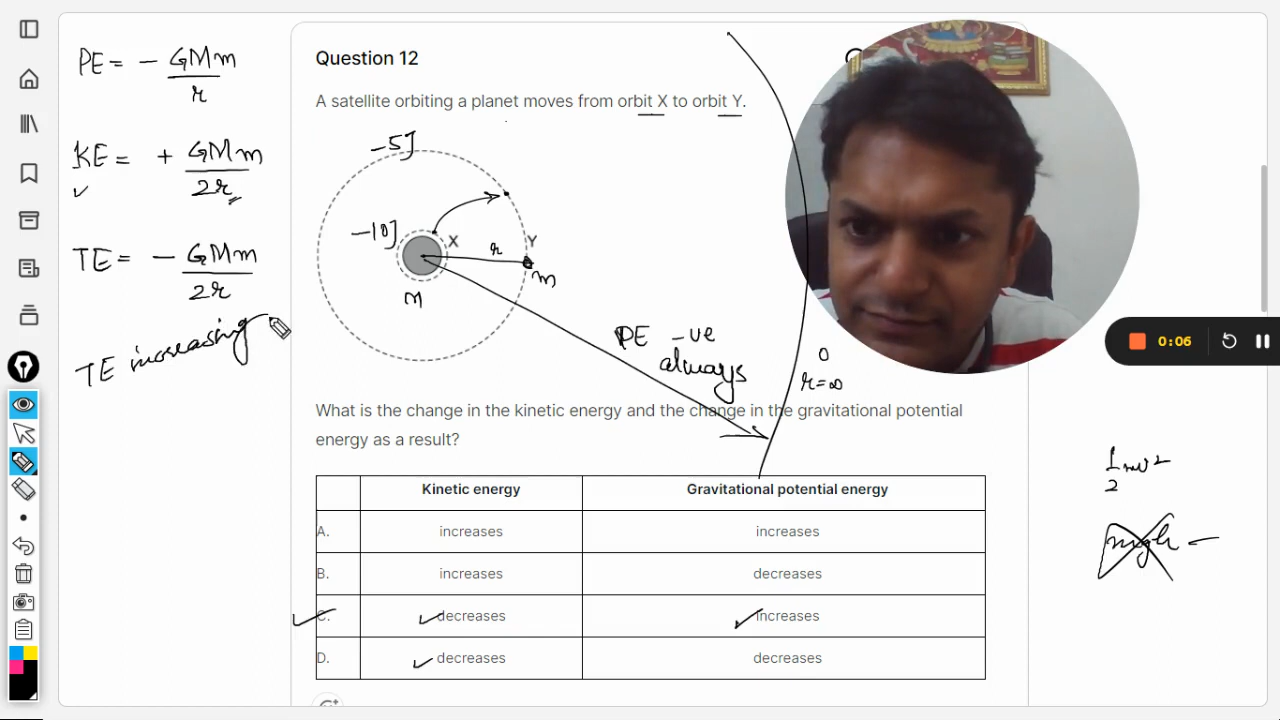 PE = - GMm
r
KE = + GMm
2r
TE = - GMm
2r
TE increasing
Question 12
A satellite orbiting a planet moves from orbit X to orbit Y.
-5J
-10J
X
r
Y
M
m
PE -ve
always
0
r=∞
0:06
What is the change in the kinetic energy and the change in the gravitational potential
energy as a result?
Kinetic energy Gravitational potential energy
A. increases increases
B. increases decreases
C. decreases increases
D. decreases decreases
1 mv²
2
mgh -